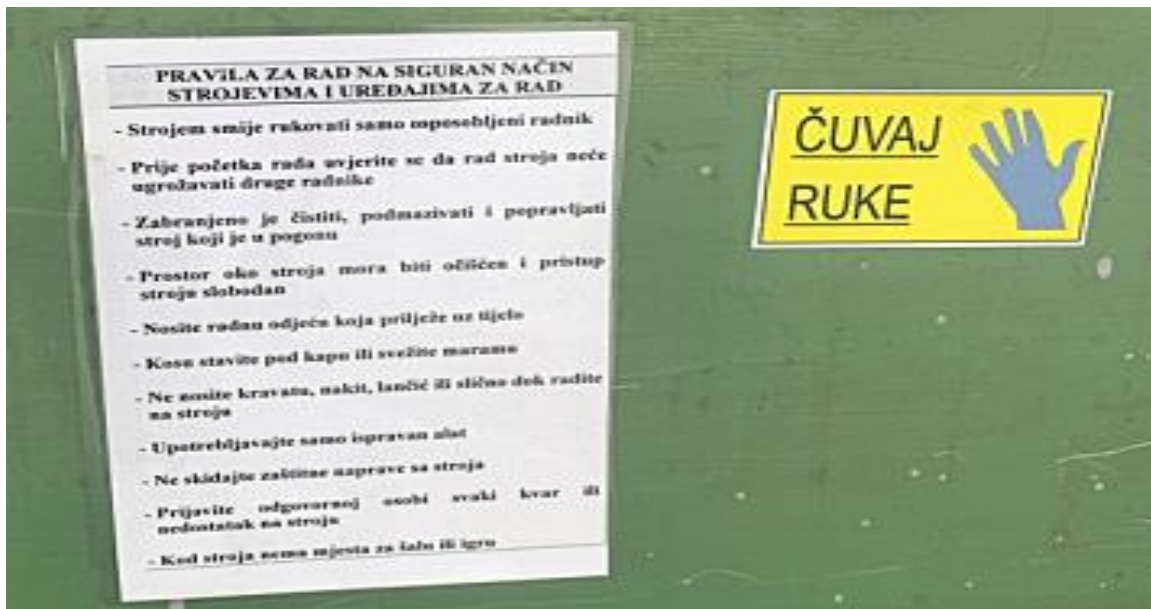 PRAVILA ZA RAD NA SIGURAN NAČIN
STROJEVIMA I UREĐAJIMA ZA RAD
- Strojem smije rukovati samo osposobljeni radnik
- Prije početka rada uvjerite se da rad stroja neće
ugrožavati druge radnike
- Zabranjeno je čistiti, podmazivati i popravljati
stroj koji je u pogonu
- Prostor oko stroja mora biti očišćen i pristup
stroju slobodan
- Nosite radnu odjeću koja priliježe uz tijelo
- Kosu stavite pod kapu ili svežite maramu
- Ne nosite kravatu, nakit, lančić ili slično dok radite
na stroju
- Upotrebljavajte samo ispravan alat
- Ne skidajte zaštitne naprave sa stroja
- Prijavite odgovornoj osobi svaki kvar ili
nedostatak na stroju
- Kod stroja nema mjesta za šalu ili igru
ČUVAJ
RUKE